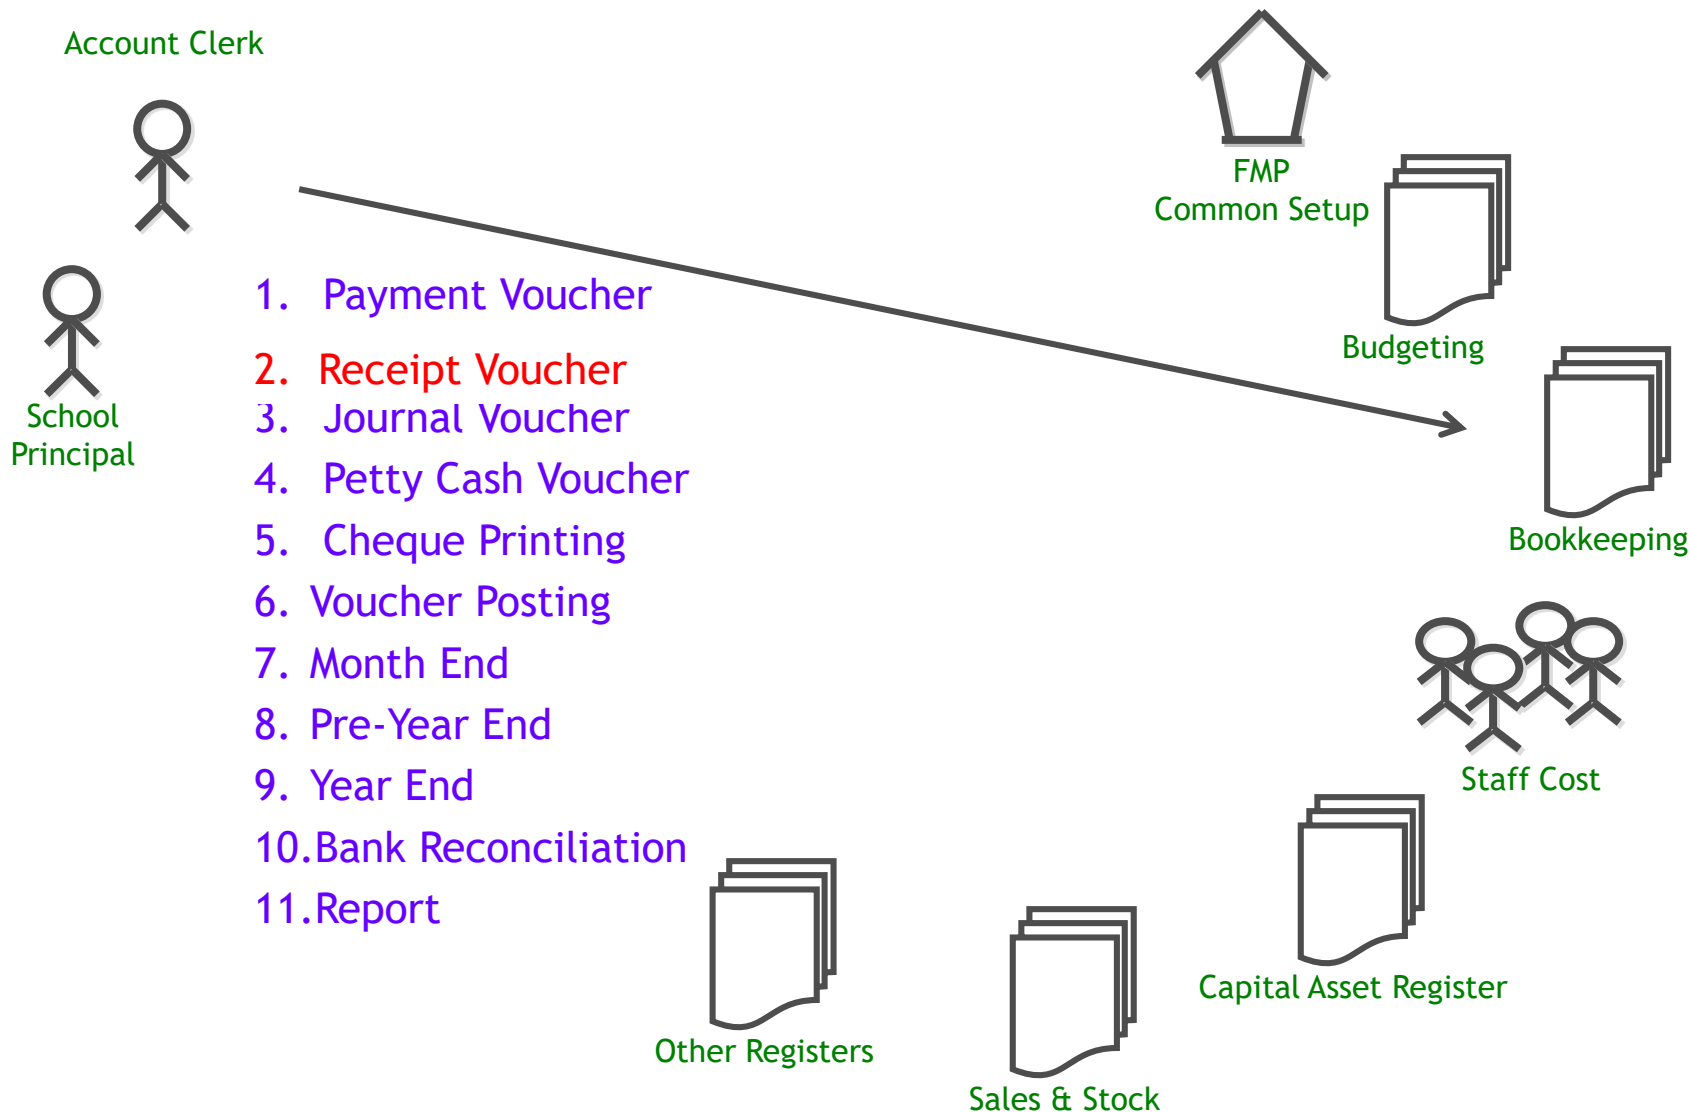 Account Clerk
FMP
Common Setup
1. Payment Voucher
Budgeting
2. Receipt Voucher
School
Principal
3. Journal Voucher
4. Petty Cash Voucher
5. Cheque Printing
Bookkeeping
6. Voucher Posting
7. Month End
8. Pre-Year End
9. Year End
Staff Cost
10.Bank Reconciliation
11.Report
Capital Asset Register
Other Registers
Sales & Stock